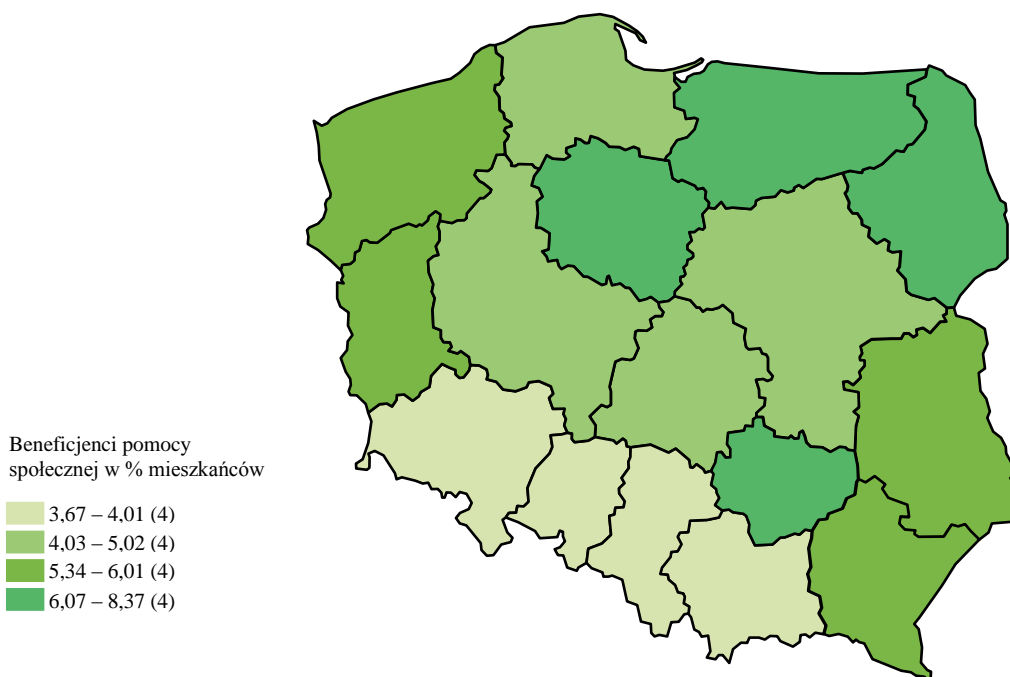 Beneficjenci pomocy
społecznej w % mieszkańców
3,67 – 4,01 (4)
4,03 – 5,02 (4)
5,34 – 6,01 (4)
6,07 – 8,37 (4)